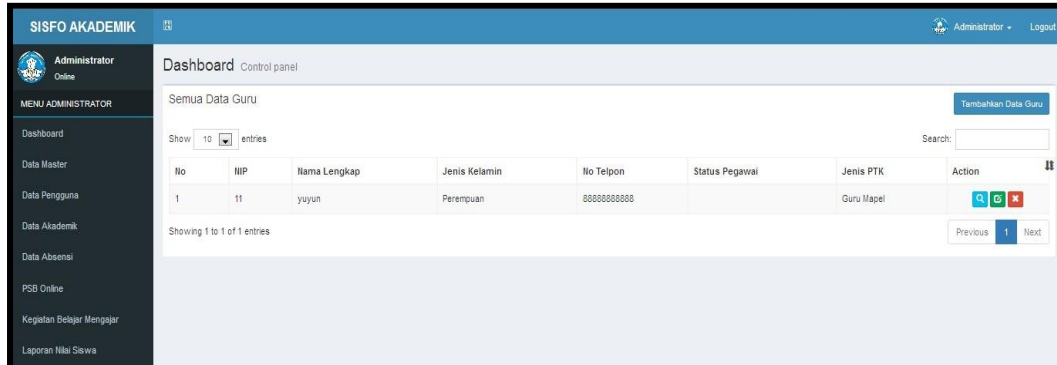 SISFO AKADEMIK
Administrator
Logout
Administrator
Online
MENU ADMINISTRATOR
Dashboard
Data Master
Data Pengguna
Data Akademik
Data Absensi
PSB Online
Kegiatan Belajar Mengajar
Laporan Nilai Siswa
Dashboard Control panel
Semua Data Guru
Tambahkan Data Guru
Show 10 entries
Search:
No NIP Nama Lengkap Jenis Kelamin No Telpon Status Pegawai Jenis PTK Action
1 11 yuyun Perempuan 88888888888 Guru Mapel
Showing 1 to 1 of 1 entries
Previous 1 Next